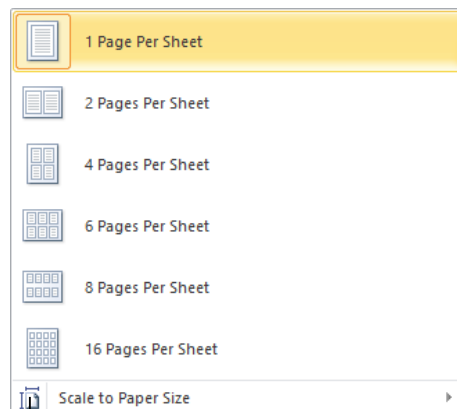 1 Page Per Sheet
2 Pages Per Sheet
4 Pages Per Sheet
6 Pages Per Sheet
8 Pages Per Sheet
16 Pages Per Sheet
Scale to Paper Size